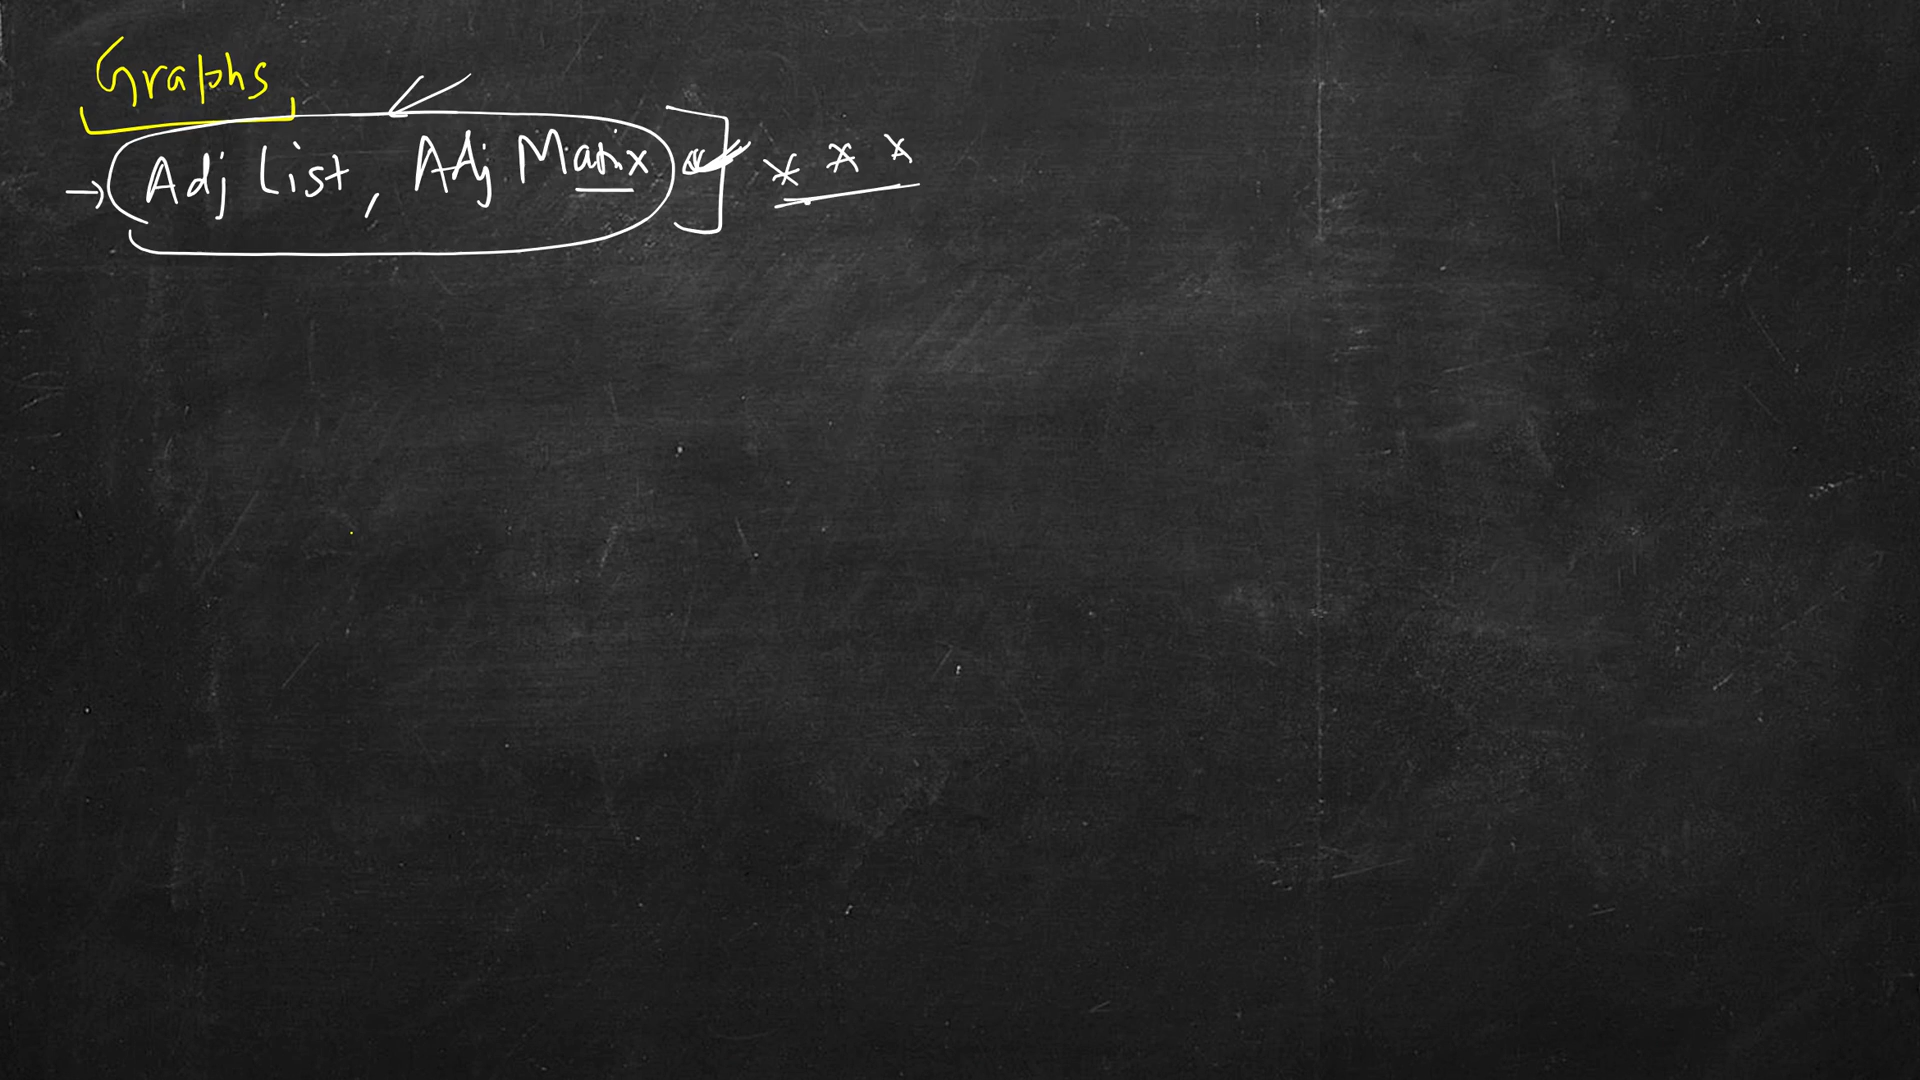 Graphs
→ Adj List, Adj Matrix * * *